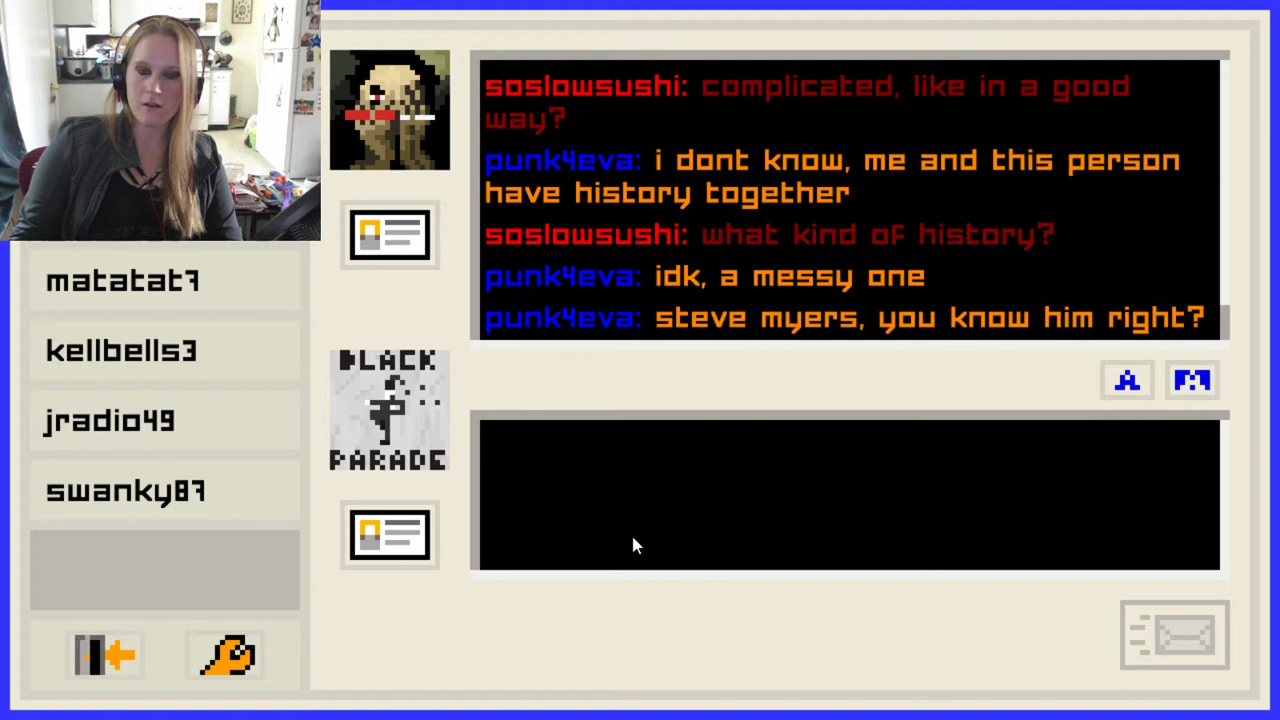 soslowsushi: complicated, like in a good
way?
punk4eva: i dont know, me and this person
have history together
soslowsushi: what kind of history?
punk4eva: idk, a messy one
punk4eva: steve myers, you know him right?
matatat7
kellbells3
jradio49
swanky87
BLACK
PARADE
A